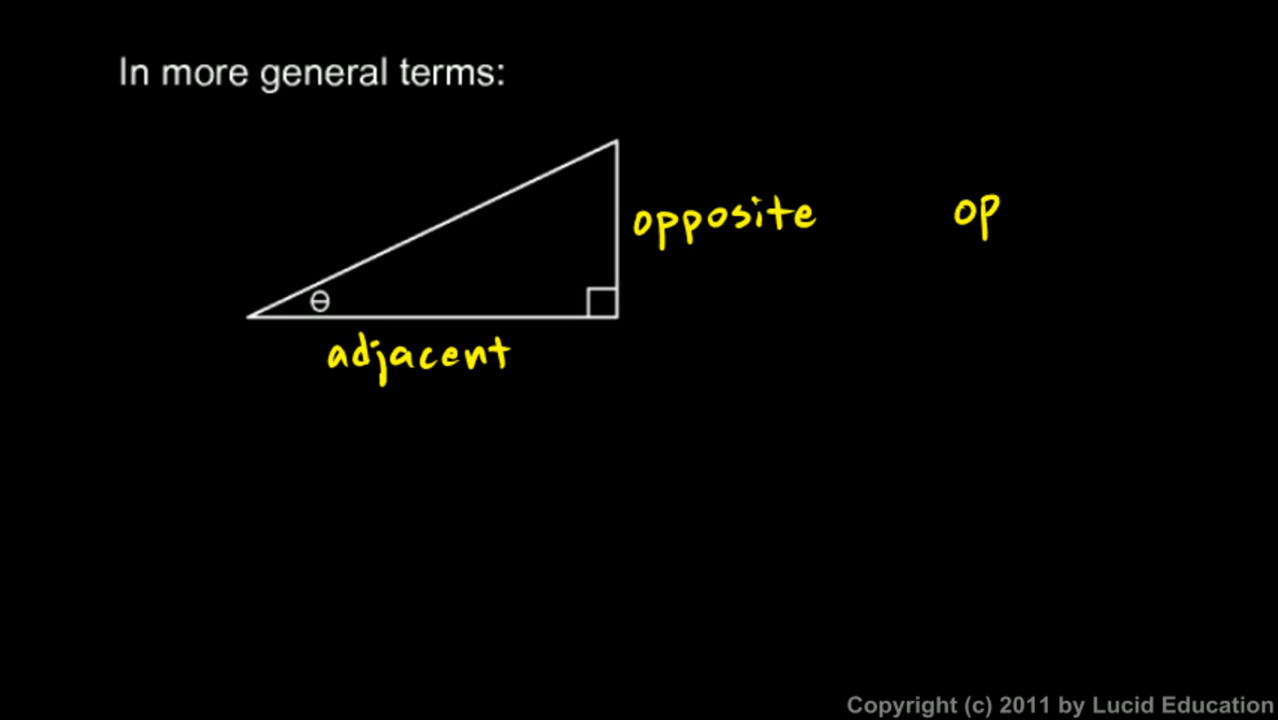 In more general terms:
opposite op
θ
adjacent
Copyright (c) 2011 by Lucid Education